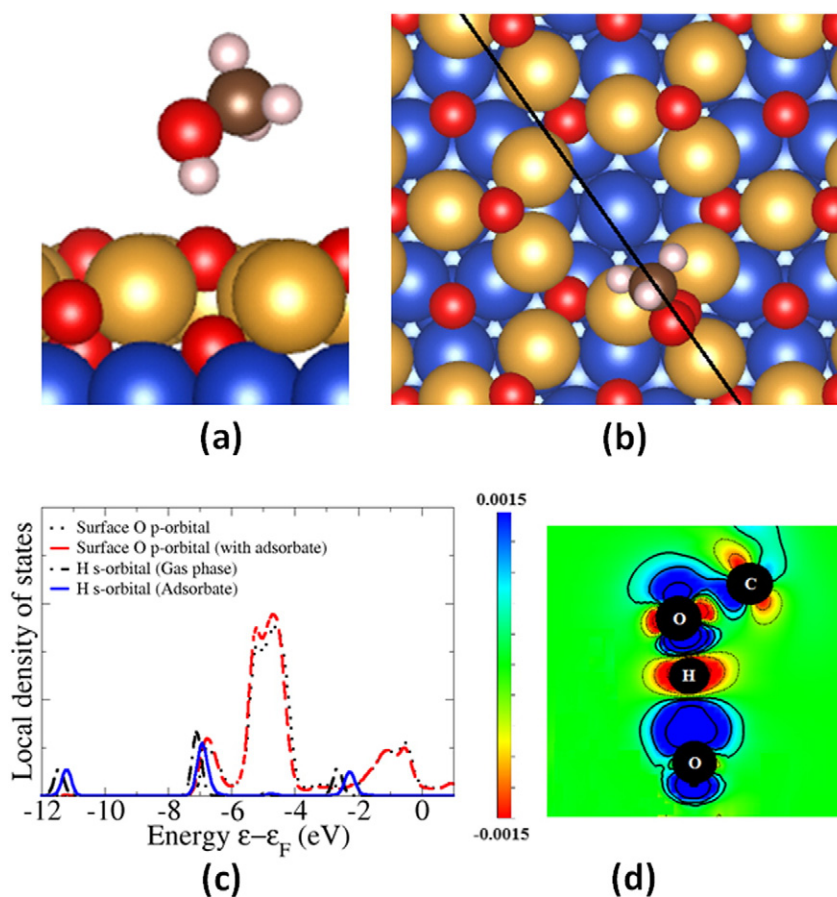 (a)
(b)
Surface O p-orbital
Surface O p-orbital (with adsorbate)
H s-orbital (Gas phase)
H s-orbital (Adsorbate)
Local density of states
-12 -10 -8 -6 -4 -2 0
Energy ε-ε_F (eV)
(c)
0.0015
-0.0015
C
O
H
O
(d)